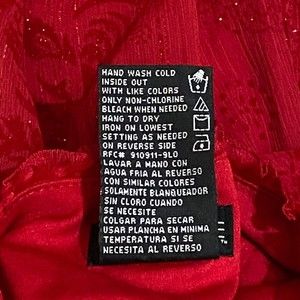 HAND WASH COLD
INSIDE OUT
WITH LIKE COLORS
ONLY NON-CHLORINE
BLEACH WHEN NEEDED
HANG TO DRY
IRON ON LOWEST
SETTING AS NEEDED
ON REVERSE SIDE
RFC# 910911-9L0
LAVAR A MANO CON
AGUA FRIA AL REVERSO
CON SIMILAR COLORES
SOLAMENTE BLANQUEADOR
SIN CLORO CUANDO
SE NECESITE
COLGAR PARA SECAR
USAR PLANCHA EN MINIMO
TEMPERATURA SI SE
NECESITA AL REVERSO